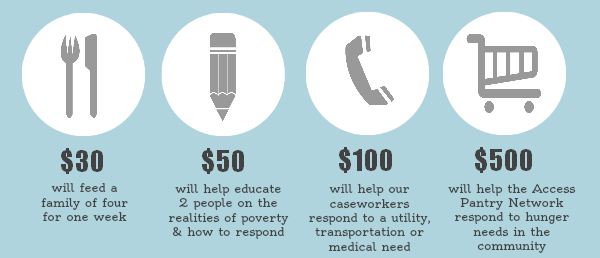 $30
will feed a
family of four
for one week
$50
will help educate
2 people on the
realities of poverty
& how to respond
$100
will help our
caseworkers
respond to a utility,
transportation or
medical need
$500
will help the Access
Pantry Network
respond to hunger
needs in the
community